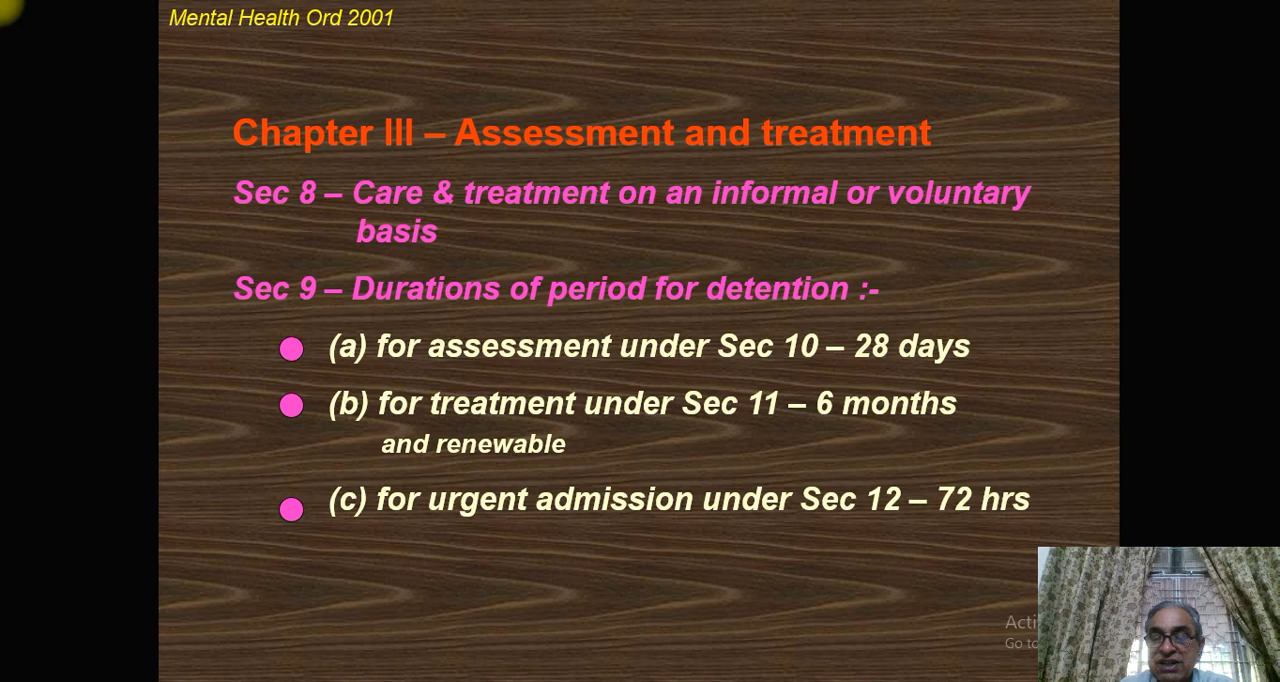 Mental Health Ord 2001
Chapter III – Assessment and treatment
Sec 8 – Care & treatment on an informal or voluntary
basis
Sec 9 – Durations of period for detention :-
(a) for assessment under Sec 10 – 28 days
(b) for treatment under Sec 11 – 6 months
and renewable
(c) for urgent admission under Sec 12 – 72 hrs
Go to